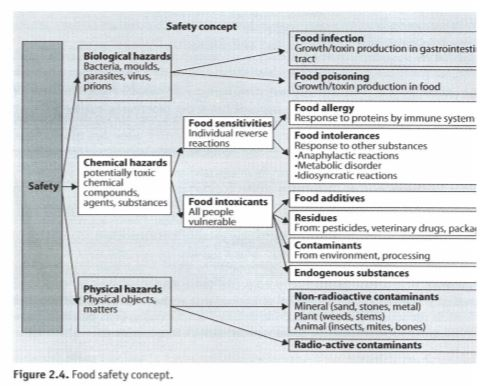 Safety concept
Safety
Biological hazards
Bacteria, moulds,
parasites, virus,
prions
Food infection
Growth/toxin production in gastrointesti
tract
Food poisoning
Growth/toxin production in food
Chemical hazards
potentially toxic
chemical
compounds,
agents, substances
Food sensitivities
Individual reverse
reactions
Food allergy
Response to proteins by immune system
Food intolerances
Response to other substances
•Anaphylactic reactions
•Metabolic disorder
•Idiosyncratic reactions
Food intoxicants
All people
vulnerable
Food additives
Residues
From: pesticides, veterinary drugs, packa
Contaminants
From environment, processing
Endogenous substances
Physical hazards
Physical objects,
matters
Non-radioactive contaminants
Mineral (sand, stones, metal)
Plant (weeds, stems)
Animal (insects, mites, bones)
Radio-active contaminants
Figure 2.4. Food safety concept.